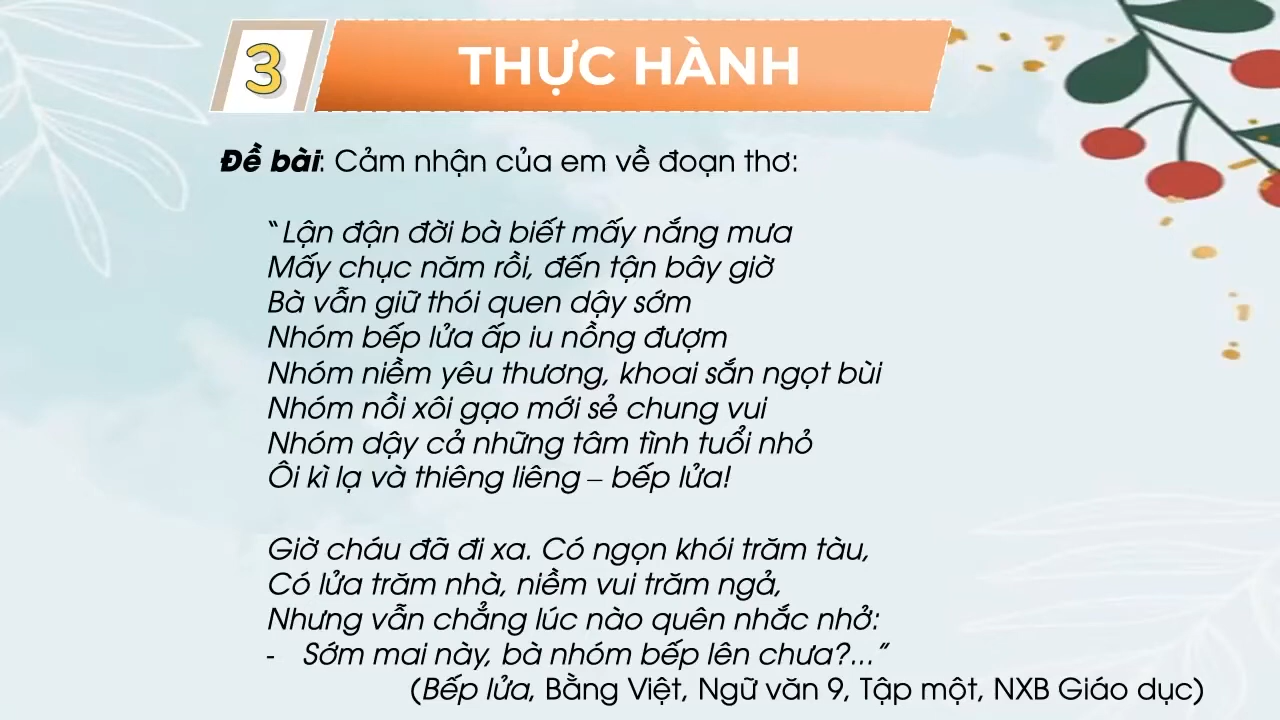 3
THỰC HÀNH
Đề bài: Cảm nhận của em về đoạn thơ:
“Lận đận đời bà biết mấy nắng mưa
Mấy chục năm rồi, đến tận bây giờ
Bà vẫn giữ thói quen dậy sớm
Nhóm bếp lửa ấp iu nồng đượm
Nhóm niềm yêu thương, khoai sắn ngọt bùi
Nhóm nồi xôi gạo mới sẻ chung vui
Nhóm dậy cả những tâm tình tuổi nhỏ
Ôi kì lạ và thiêng liêng – bếp lửa!
Giờ cháu đã đi xa. Có ngọn khói trăm tàu,
Có lửa trăm nhà, niềm vui trăm ngả,
Nhưng vẫn chẳng lúc nào quên nhắc nhở:
- Sớm mai này, bà nhóm bếp lên chưa?...”
(Bếp lửa, Bằng Việt, Ngữ văn 9, Tập một, NXB Giáo dục)